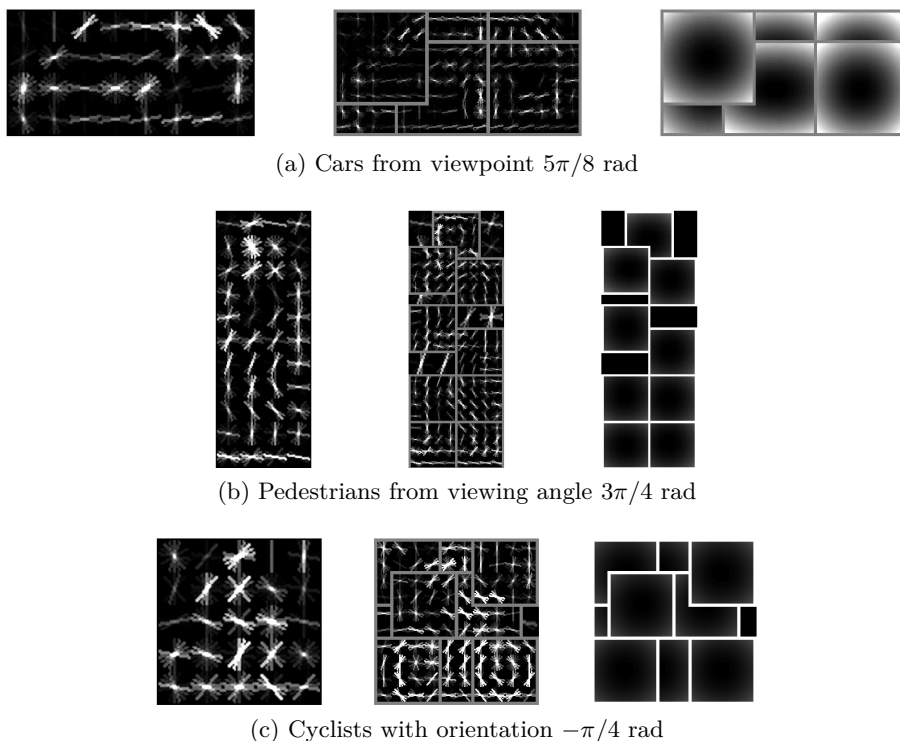 (a) Cars from viewpoint 5π/8 rad
(b) Pedestrians from viewing angle 3π/4 rad
(c) Cyclists with orientation −π/4 rad